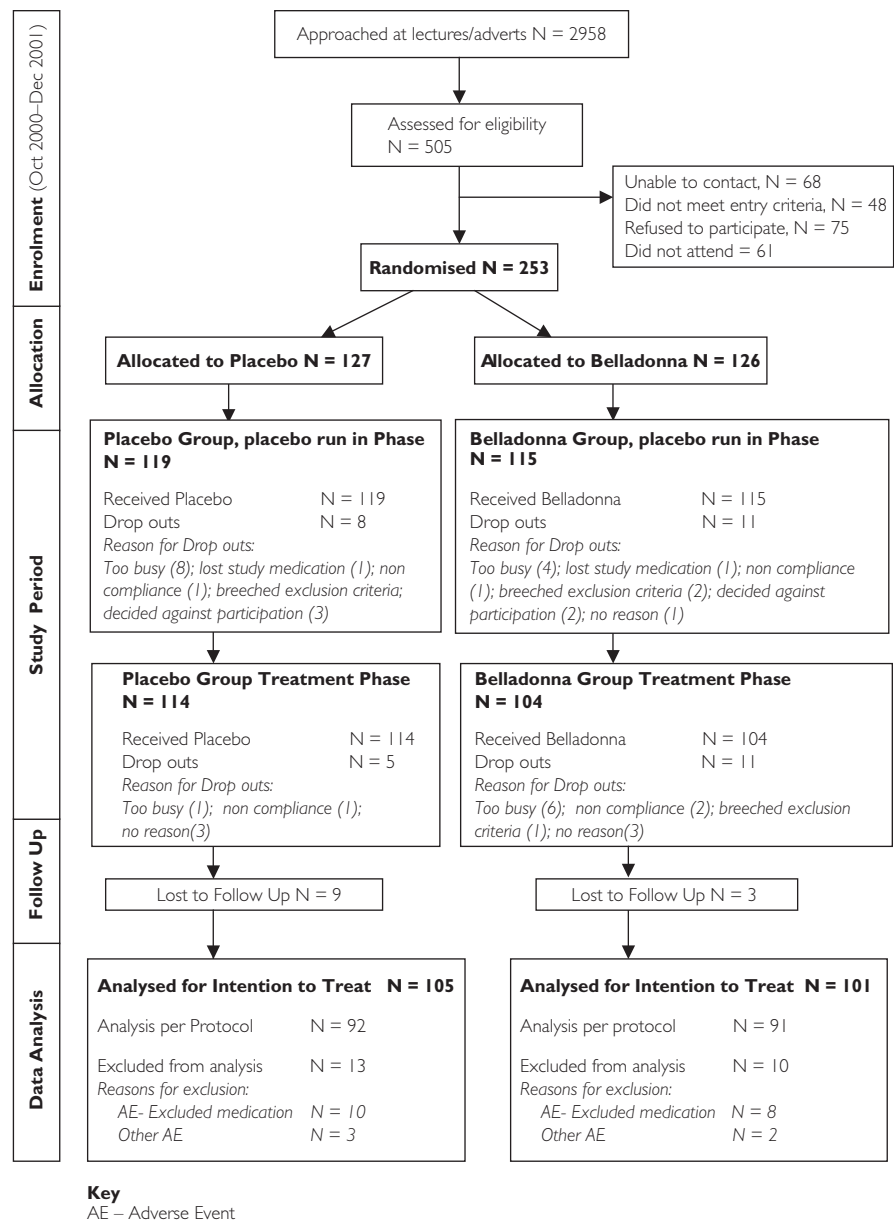 Approached at lectures/adverts N = 2958
Enrolment (Oct 2000–Dec 2001)
Assessed for eligibility
N = 505
Unable to contact, N = 68
Did not meet entry criteria, N = 48
Refused to participate, N = 75
Did not attend = 61
Randomised N = 253
Allocation
Allocated to Placebo N = 127
Allocated to Belladonna N = 126
Study Period
Placebo Group, placebo run in Phase
N = 119
Received Placebo N = 119
Drop outs N = 8
Reason for Drop outs:
Too busy (8); lost study medication (1); non
compliance (1); breeched exclusion criteria;
decided against participation (3)
Belladonna Group, placebo run in Phase
N = 115
Received Belladonna N = 115
Drop outs N = 11
Reason for Drop outs:
Too busy (4); lost study medication (1); non compliance
(1); breeched exclusion criteria (2); decided against
participation (2); no reason (1)
Placebo Group Treatment Phase
N = 114
Received Placebo N = 114
Drop outs N = 5
Reason for Drop outs:
Too busy (1); non compliance (1);
no reason(3)
Belladonna Group Treatment Phase
N = 104
Received Belladonna N = 104
Drop outs N = 11
Reason for Drop outs:
Too busy (6); non compliance (2); breeched exclusion
criteria (1); no reason(3)
Follow Up
Lost to Follow Up N = 9
Lost to Follow Up N = 3
Data Analysis
Analysed for Intention to Treat N = 105
Analysis per Protocol N = 92
Excluded from analysis N = 13
Reasons for exclusion:
AE- Excluded medication N = 10
Other AE N = 3
Analysed for Intention to Treat N = 101
Analysis per protocol N = 91
Excluded from analysis N = 10
Reasons for exclusion:
AE- Excluded medication N = 8
Other AE N = 2
Key
AE – Adverse Event